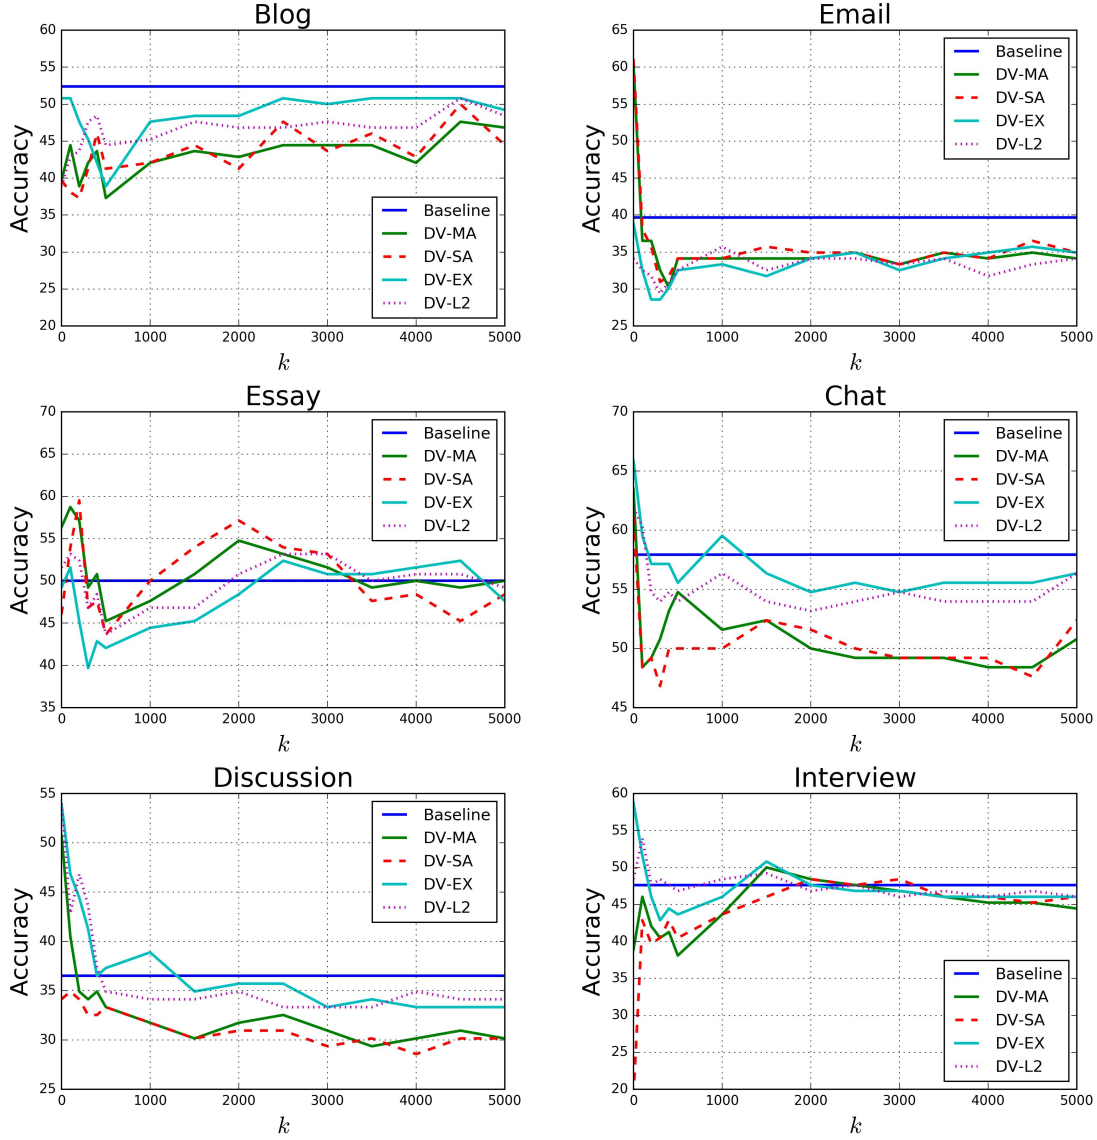 Blog
60
55
50
45
40
35
30
25
20
Accuracy
Baseline
DV-MA
DV-SA
DV-EX
DV-L2
0 1000 2000 3000 4000 5000
k
Email
65
60
55
50
45
40
35
30
25
Accuracy
Baseline
DV-MA
DV-SA
DV-EX
DV-L2
0 1000 2000 3000 4000 5000
k
Essay
70
65
60
55
50
45
40
35
Accuracy
Baseline
DV-MA
DV-SA
DV-EX
DV-L2
0 1000 2000 3000 4000 5000
k
Chat
70
65
60
55
50
45
Accuracy
Baseline
DV-MA
DV-SA
DV-EX
DV-L2
0 1000 2000 3000 4000 5000
k
Discussion
55
50
45
40
35
30
25
Accuracy
Baseline
DV-MA
DV-SA
DV-EX
DV-L2
0 1000 2000 3000 4000 5000
k
Interview
60
55
50
45
40
35
30
25
20
Accuracy
Baseline
DV-MA
DV-SA
DV-EX
DV-L2
0 1000 2000 3000 4000 5000
k